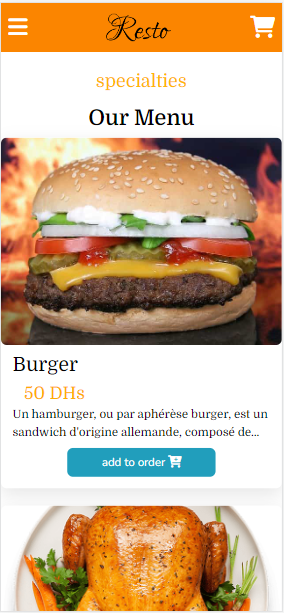 Resto
specialties
Our Menu
Burger
50 DHs
Un hamburger, ou par aphérèse burger, est un
sandwich d'origine allemande, composé de...
add to order